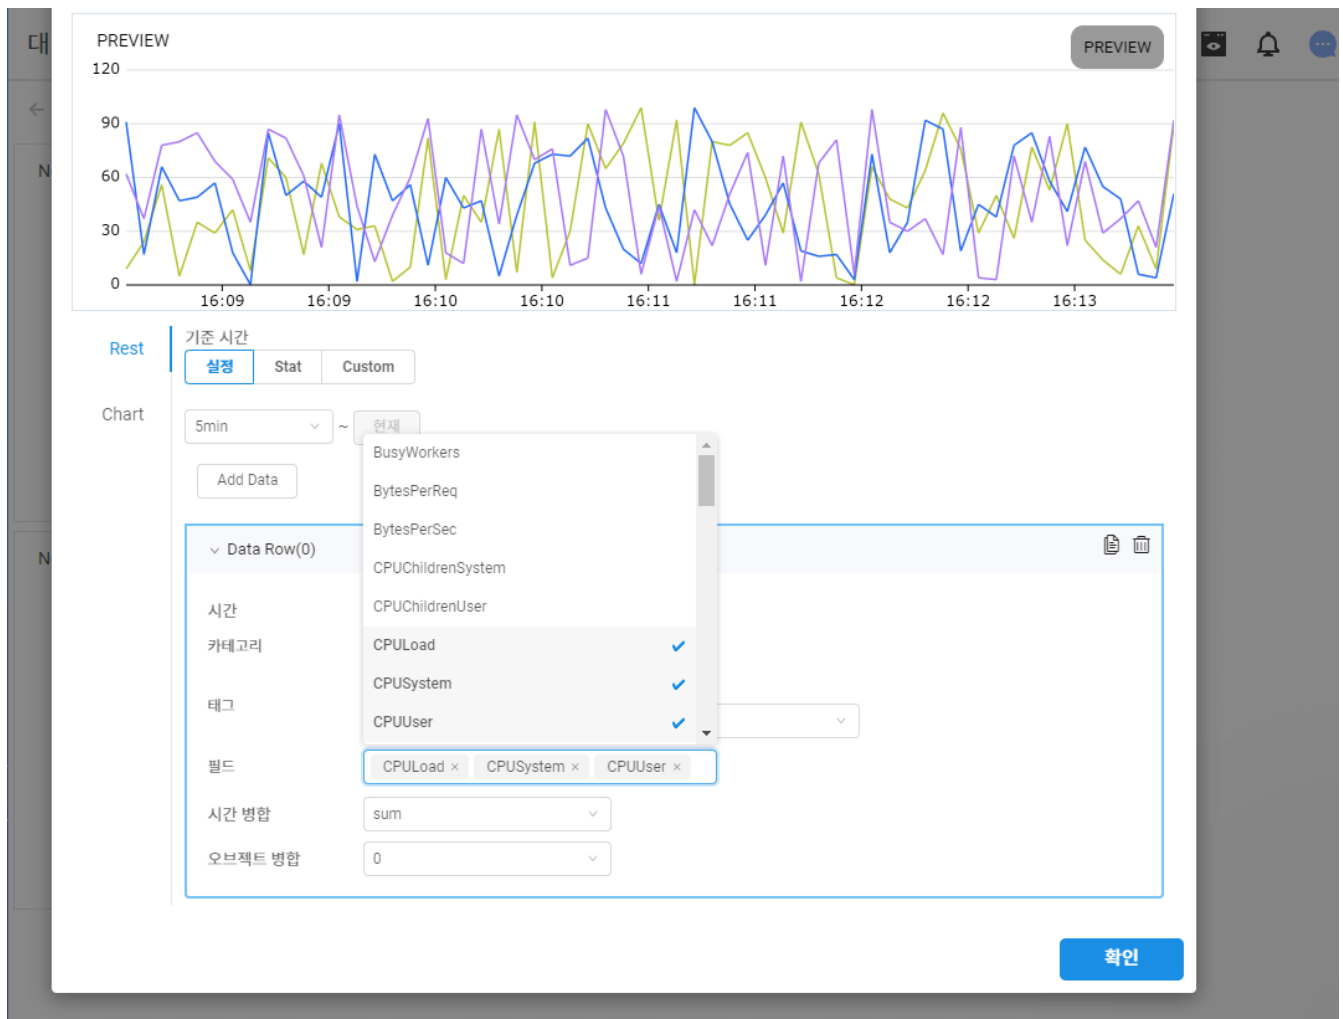 대
PREVIEW
PREVIEW
120
90
60
30
0
16:09 16:09 16:10 16:10 16:11 16:11 16:12 16:12 16:13
N
N
Rest
Chart
기준 시간
실정 Stat Custom
5min ~ 현재
Add Data
BusyWorkers
BytesPerReq
BytesPerSec
CPUChildrenSystem
CPUChildrenUser
CPULoad
CPUSystem
CPUUser
Data Row(0)
시간
카테고리
태그
필드 CPULoad × CPUSystem × CPUUser ×
시간 병합 sum
오브젝트 병합 0
확인